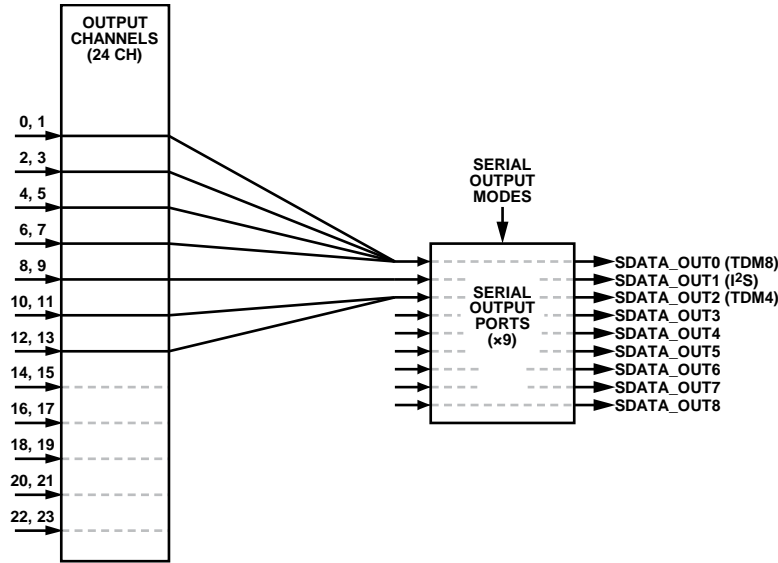 OUTPUT
CHANNELS
(24 CH)
0, 1
2, 3
4, 5
6, 7
8, 9
10, 11
12, 13
14, 15
16, 17
18, 19
20, 21
22, 23
SERIAL
OUTPUT
MODES
SERIAL
OUTPUT
PORTS
(×9)
SDATA_OUT0 (TDM8)
SDATA_OUT1 (I²S)
SDATA_OUT2 (TDM4)
SDATA_OUT3
SDATA_OUT4
SDATA_OUT5
SDATA_OUT6
SDATA_OUT7
SDATA_OUT8